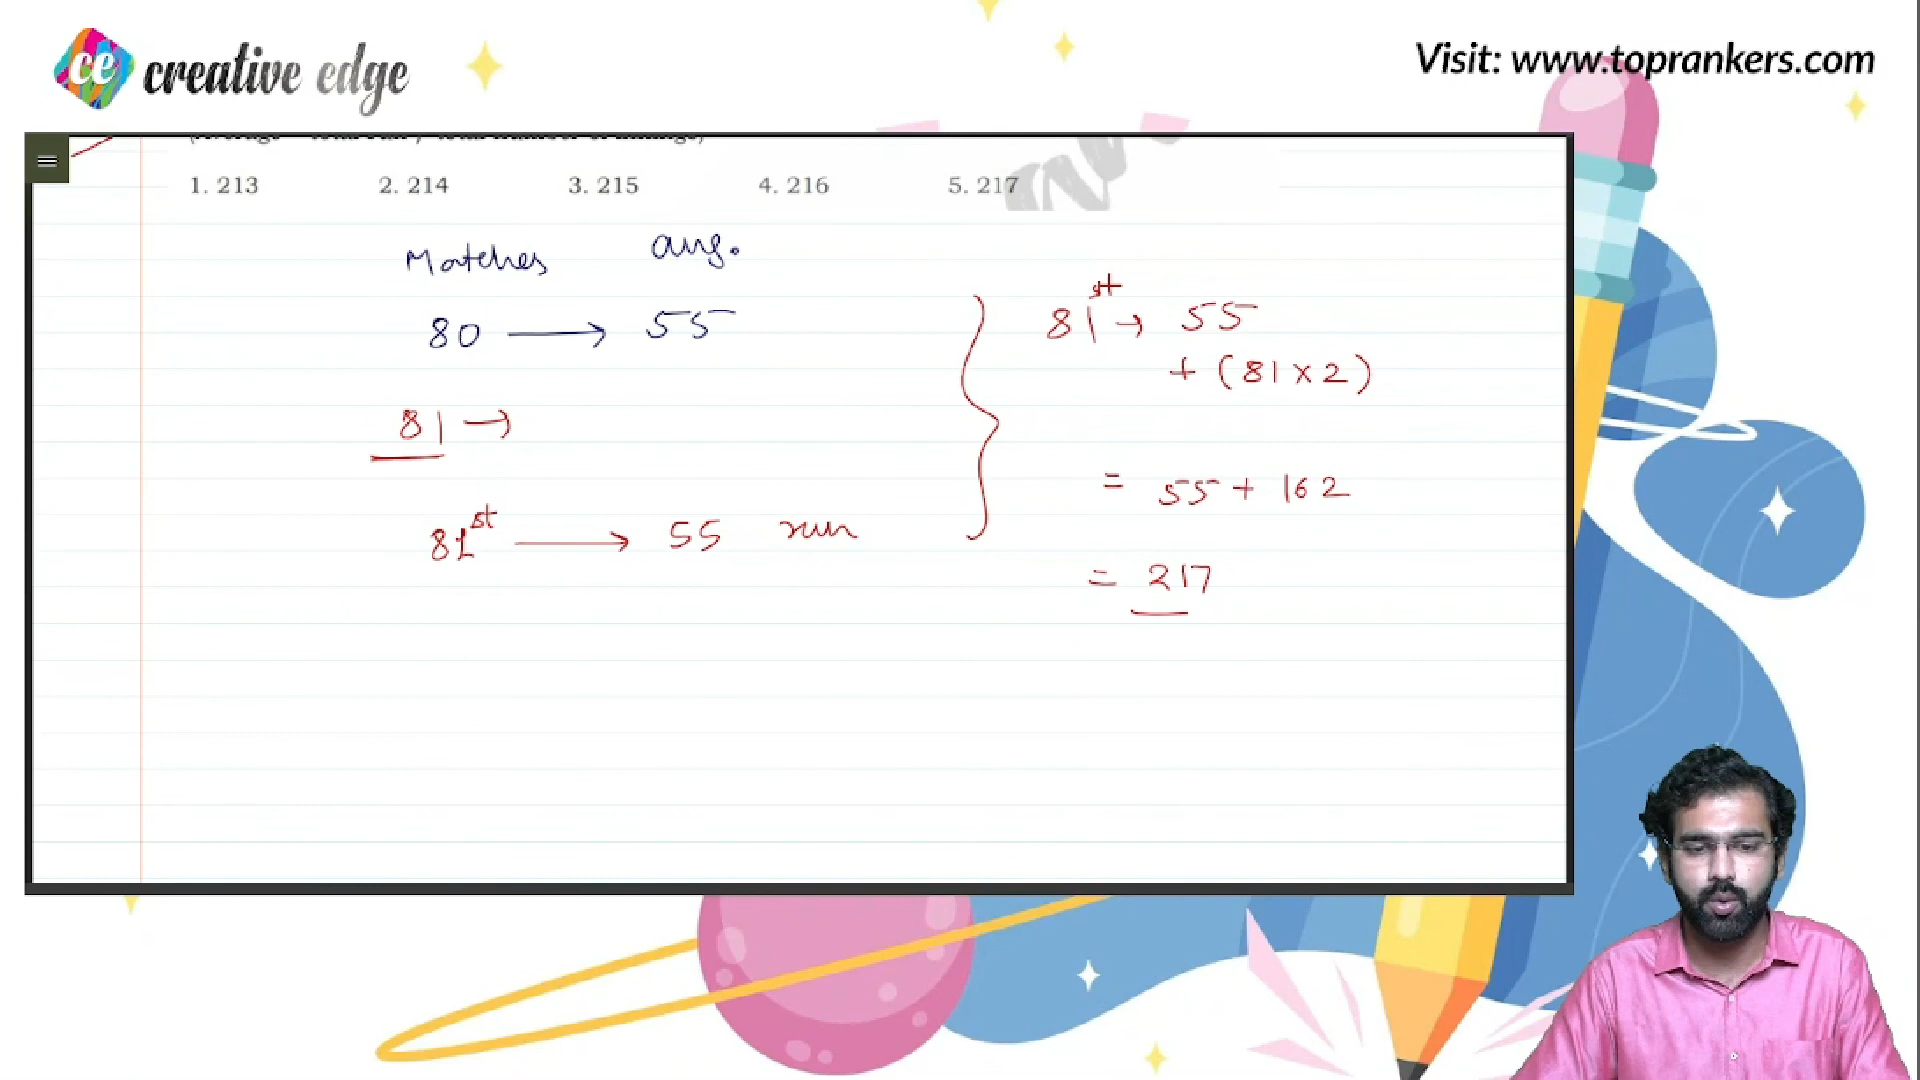 ce creative edge
Visit: www.toprankers.com
1. 213 2. 214 3. 215 4. 216 5. 217
Matches avg.
80 → 55
81 →
81st → 55 run
81st → 55
+ (81 × 2)
= 55 + 162
= 217